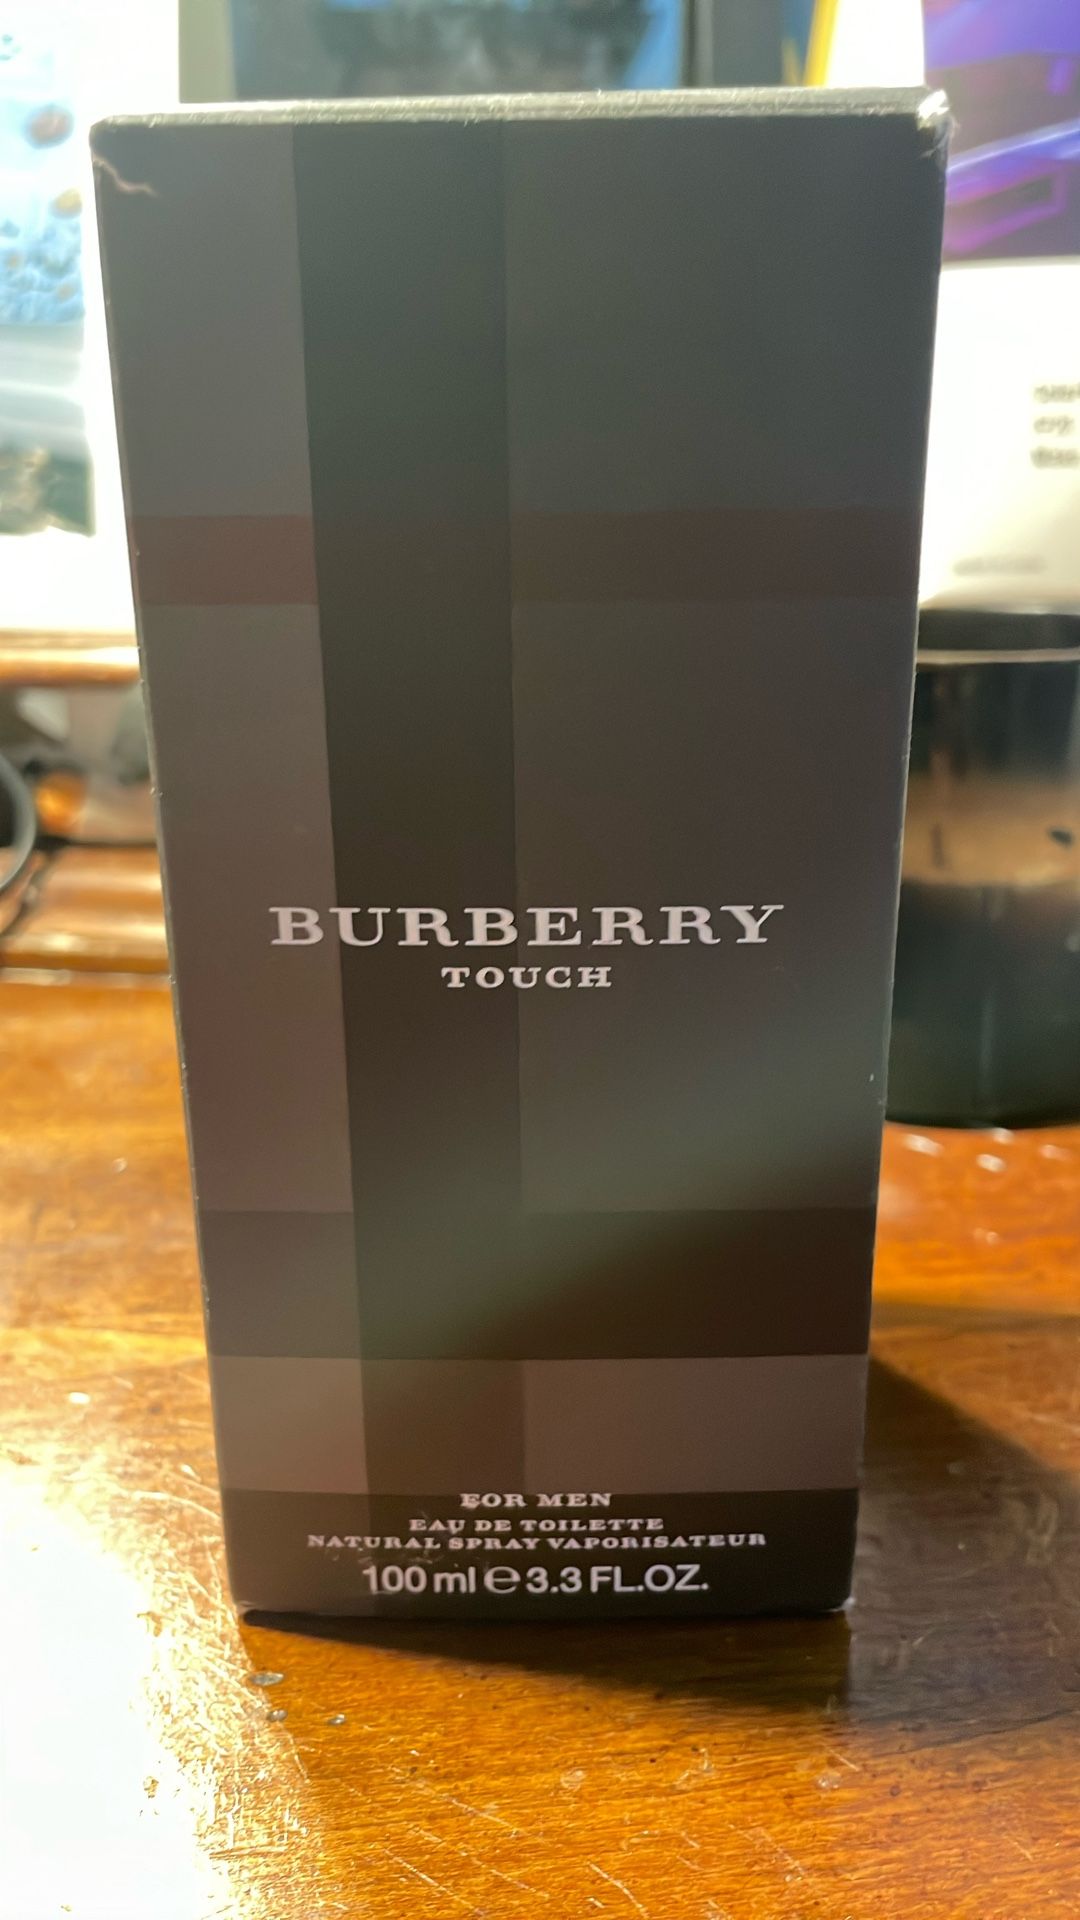 BURBERRY
TOUCH
FOR MEN
EAU DE TOILETTE
NATURAL SPRAY VAPORISATEUR
100 ml ℮ 3.3 FL.OZ.